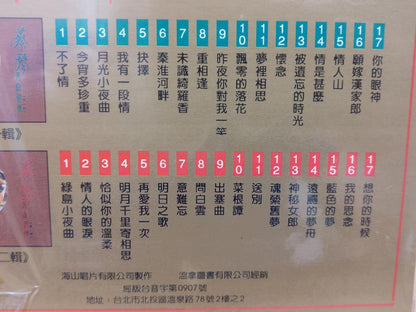 1 不了情
2 今宵多珍重
3 月光小夜曲
4 我有一段情
5 抉擇
6 秦淮河畔
7 未識綺羅香
8 重相逢
9 昨夜你對我一笑
10 飄零的落花
11 夢裡相思
12 懷念
13 被遺忘的時光
14 情是甚麼
15 情人山
16 願嫁漢家郎
17 你的眼神
輯》
1 綠島小夜曲
2 情人的眼淚
3 恰似你的溫柔
4 明月千里寄相思
5 再愛我一次
6 明日之歌
7 意難忘
8 問白雲
9 出塞曲
10 菜根譚
11 送別
12 魂縈舊夢
13 神秘女郎
14 遠颺的夢舟
15 藍色的夢
16 我的思念
17 想你的時候
二輯》
海山唱片有限公司製作 溫拿圖書有限公司經銷
局版台音字第0907號
地址：台北市北投區溫泉路78號2樓之2